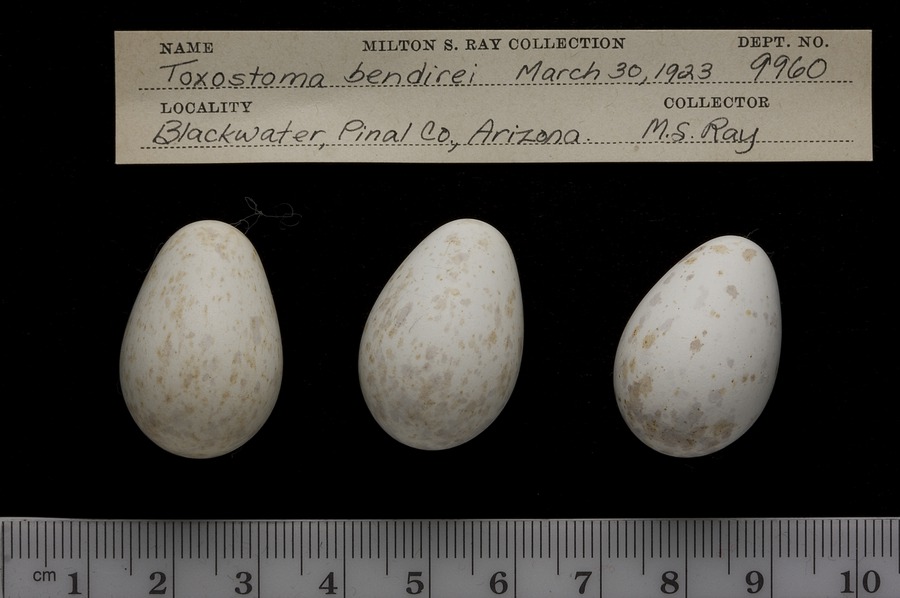 NAME MILTON S. RAY COLLECTION DEPT. NO.
Toxostoma bendirei March 30, 1923 9960
LOCALITY COLLECTOR
Blackwater, Pinal Co., Arizona. M.S. Ray
cm 1 2 3 4 5 6 7 8 9 10